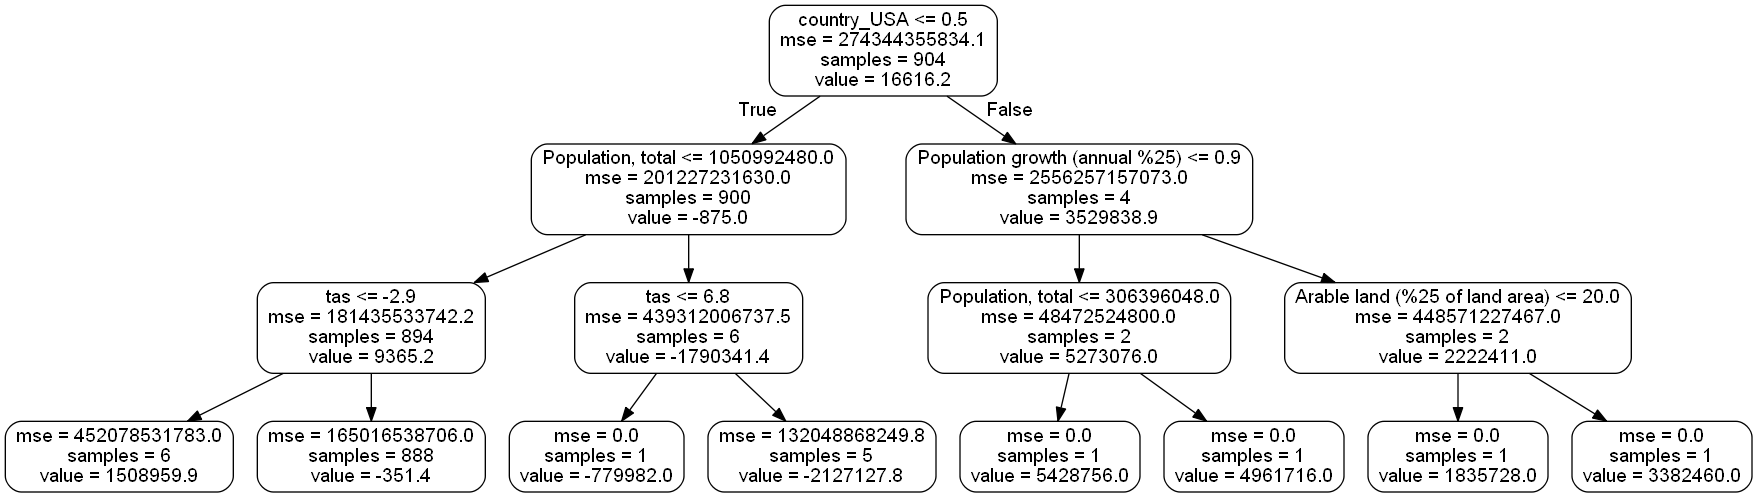 country_USA <= 0.5
mse = 274344355834.1
samples = 904
value = 16616.2
True
False
Population, total <= 1050992480.0
mse = 201227231630.0
samples = 900
value = -875.0
Population growth (annual %25) <= 0.9
mse = 2556257157073.0
samples = 4
value = 3529838.9
tas <= -2.9
mse = 181435533742.2
samples = 894
value = 9365.2
tas <= 6.8
mse = 439312006737.5
samples = 6
value = -1790341.4
Population, total <= 306396048.0
mse = 48472524800.0
samples = 2
value = 5273076.0
Arable land (%25 of land area) <= 20.0
mse = 448571227467.0
samples = 2
value = 2222411.0
mse = 452078531783.0
samples = 6
value = 1508959.9
mse = 165016538706.0
samples = 888
value = -351.4
mse = 0.0
samples = 1
value = -779982.0
mse = 132048868249.8
samples = 5
value = -2127127.8
mse = 0.0
samples = 1
value = 5428756.0
mse = 0.0
samples = 1
value = 4961716.0
mse = 0.0
samples = 1
value = 1835728.0
mse = 0.0
samples = 1
value = 3382460.0